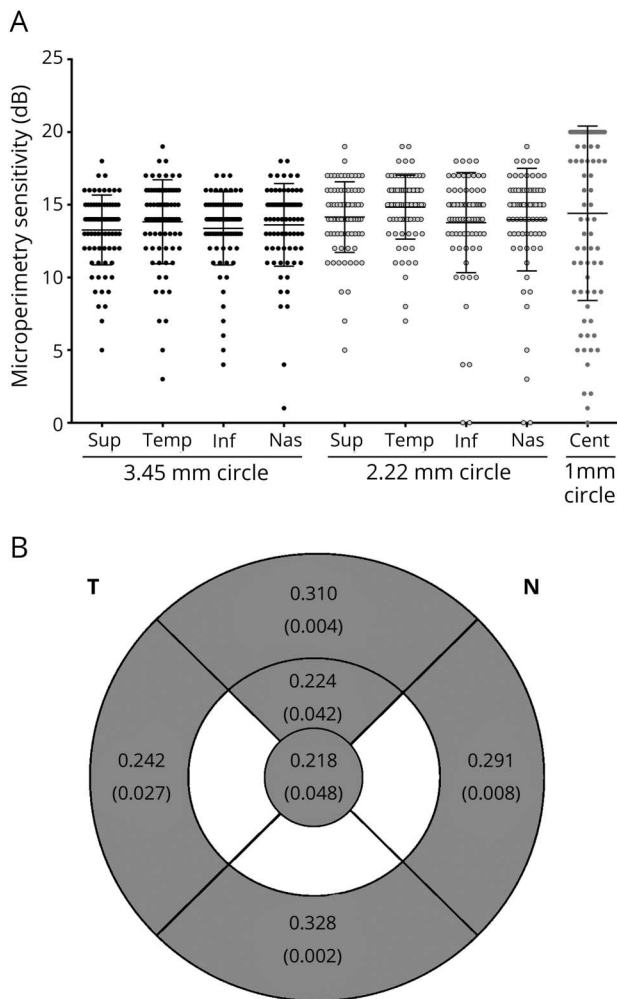 A
Microperimetry sensitivity (dB)
25
20
15
10
5
0
Sup Temp Inf Nas Sup Temp Inf Nas Cent
3.45 mm circle 2.22 mm circle 1mm
circle
B
T N
0.310
(0.004)
0.224
(0.042)
0.242 0.218 0.291
(0.027) (0.048) (0.008)
0.328
(0.002)